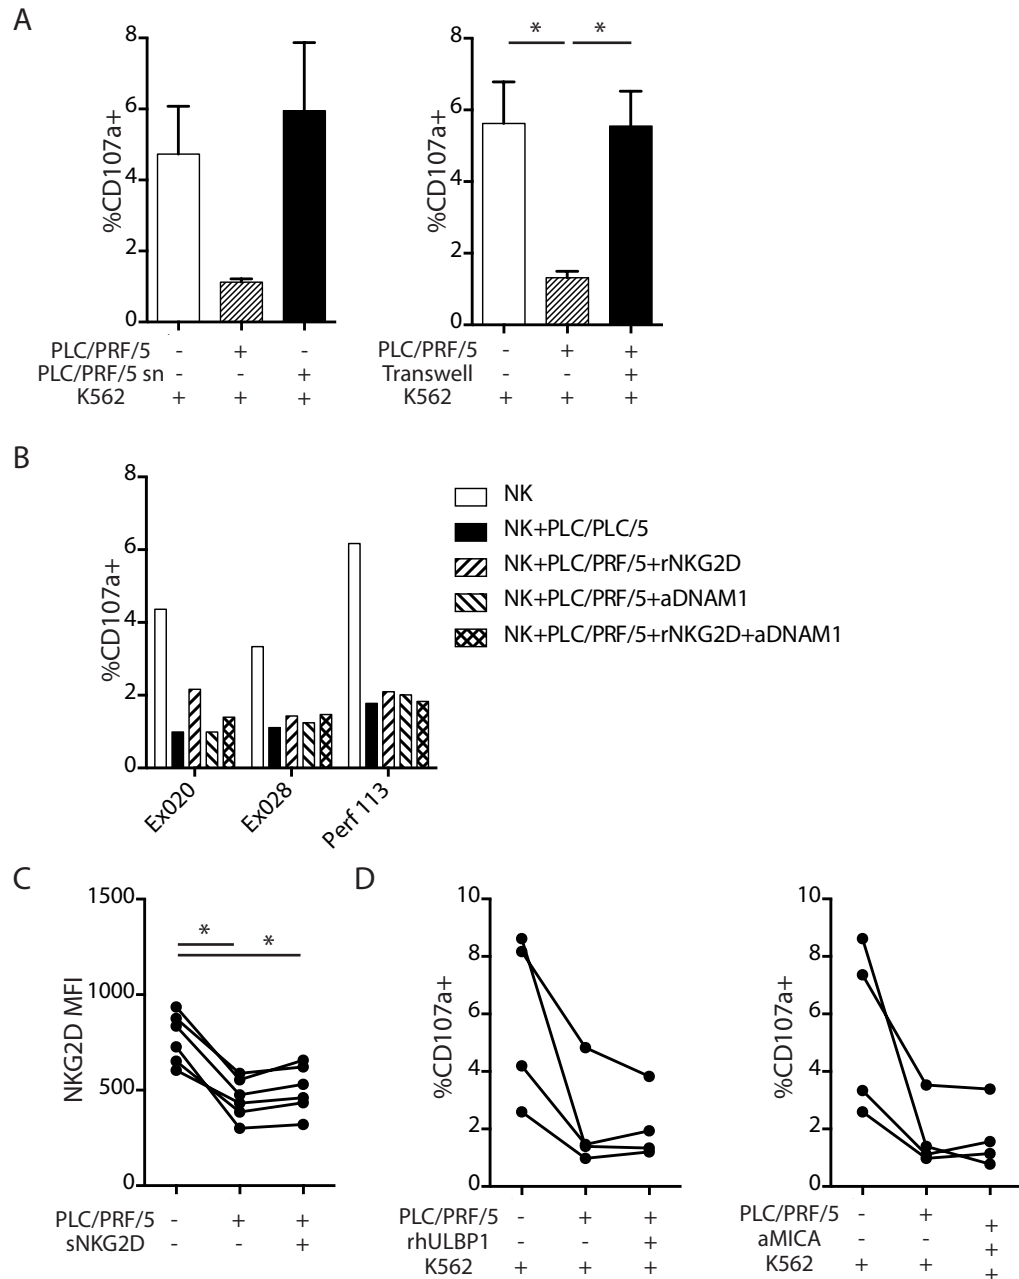 A
8
6
4
2
0
%CD107a+
PLC/PRF/5 - + -
PLC/PRF/5 sn - - +
K562 + + +
* *
8
6
4
2
0
%CD107a+
PLC/PRF/5 - + +
Transwell - - +
K562 + + +
B
8
6
4
2
0
%CD107a+
Ex020
Ex028
Perf 113
NK
NK+PLC/PLC/5
NK+PLC/PRF/5+rNKG2D
NK+PLC/PRF/5+aDNAM1
NK+PLC/PRF/5+rNKG2D+aDNAM1
C
1500
1000
500
0
NKG2D MFI
* *
PLC/PRF/5 - + +
sNKG2D - - +
D
10
8
6
4
2
0
%CD107a+
PLC/PRF/5 - + +
rhULBP1 - - +
K562 + + +
10
8
6
4
2
0
%CD107a+
PLC/PRF/5 - + +
aMICA - - +
K562 + + +